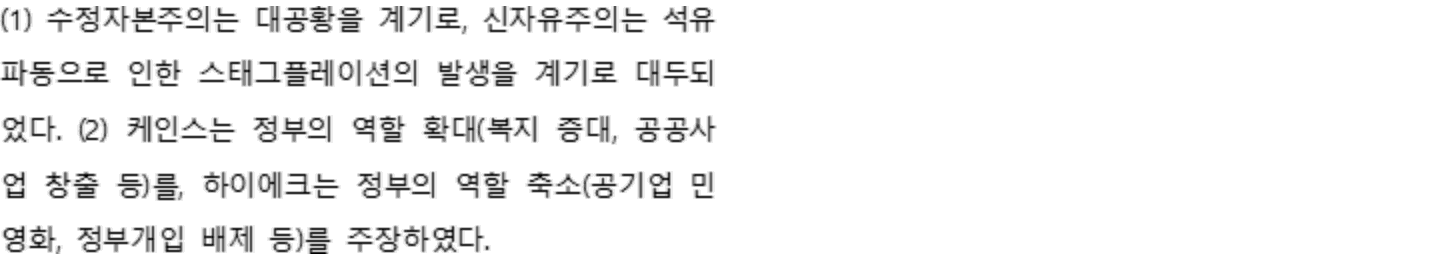 (1) 수정자본주의는 대공황을 계기로, 신자유주의는 석유
파동으로 인한 스태그플레이션의 발생을 계기로 대두되
었다. (2) 케인스는 정부의 역할 확대(복지 증대, 공공사
업 창출 등)를, 하이에크는 정부의 역할 축소(공기업 민
영화, 정부개입 배제 등)를 주장하였다.